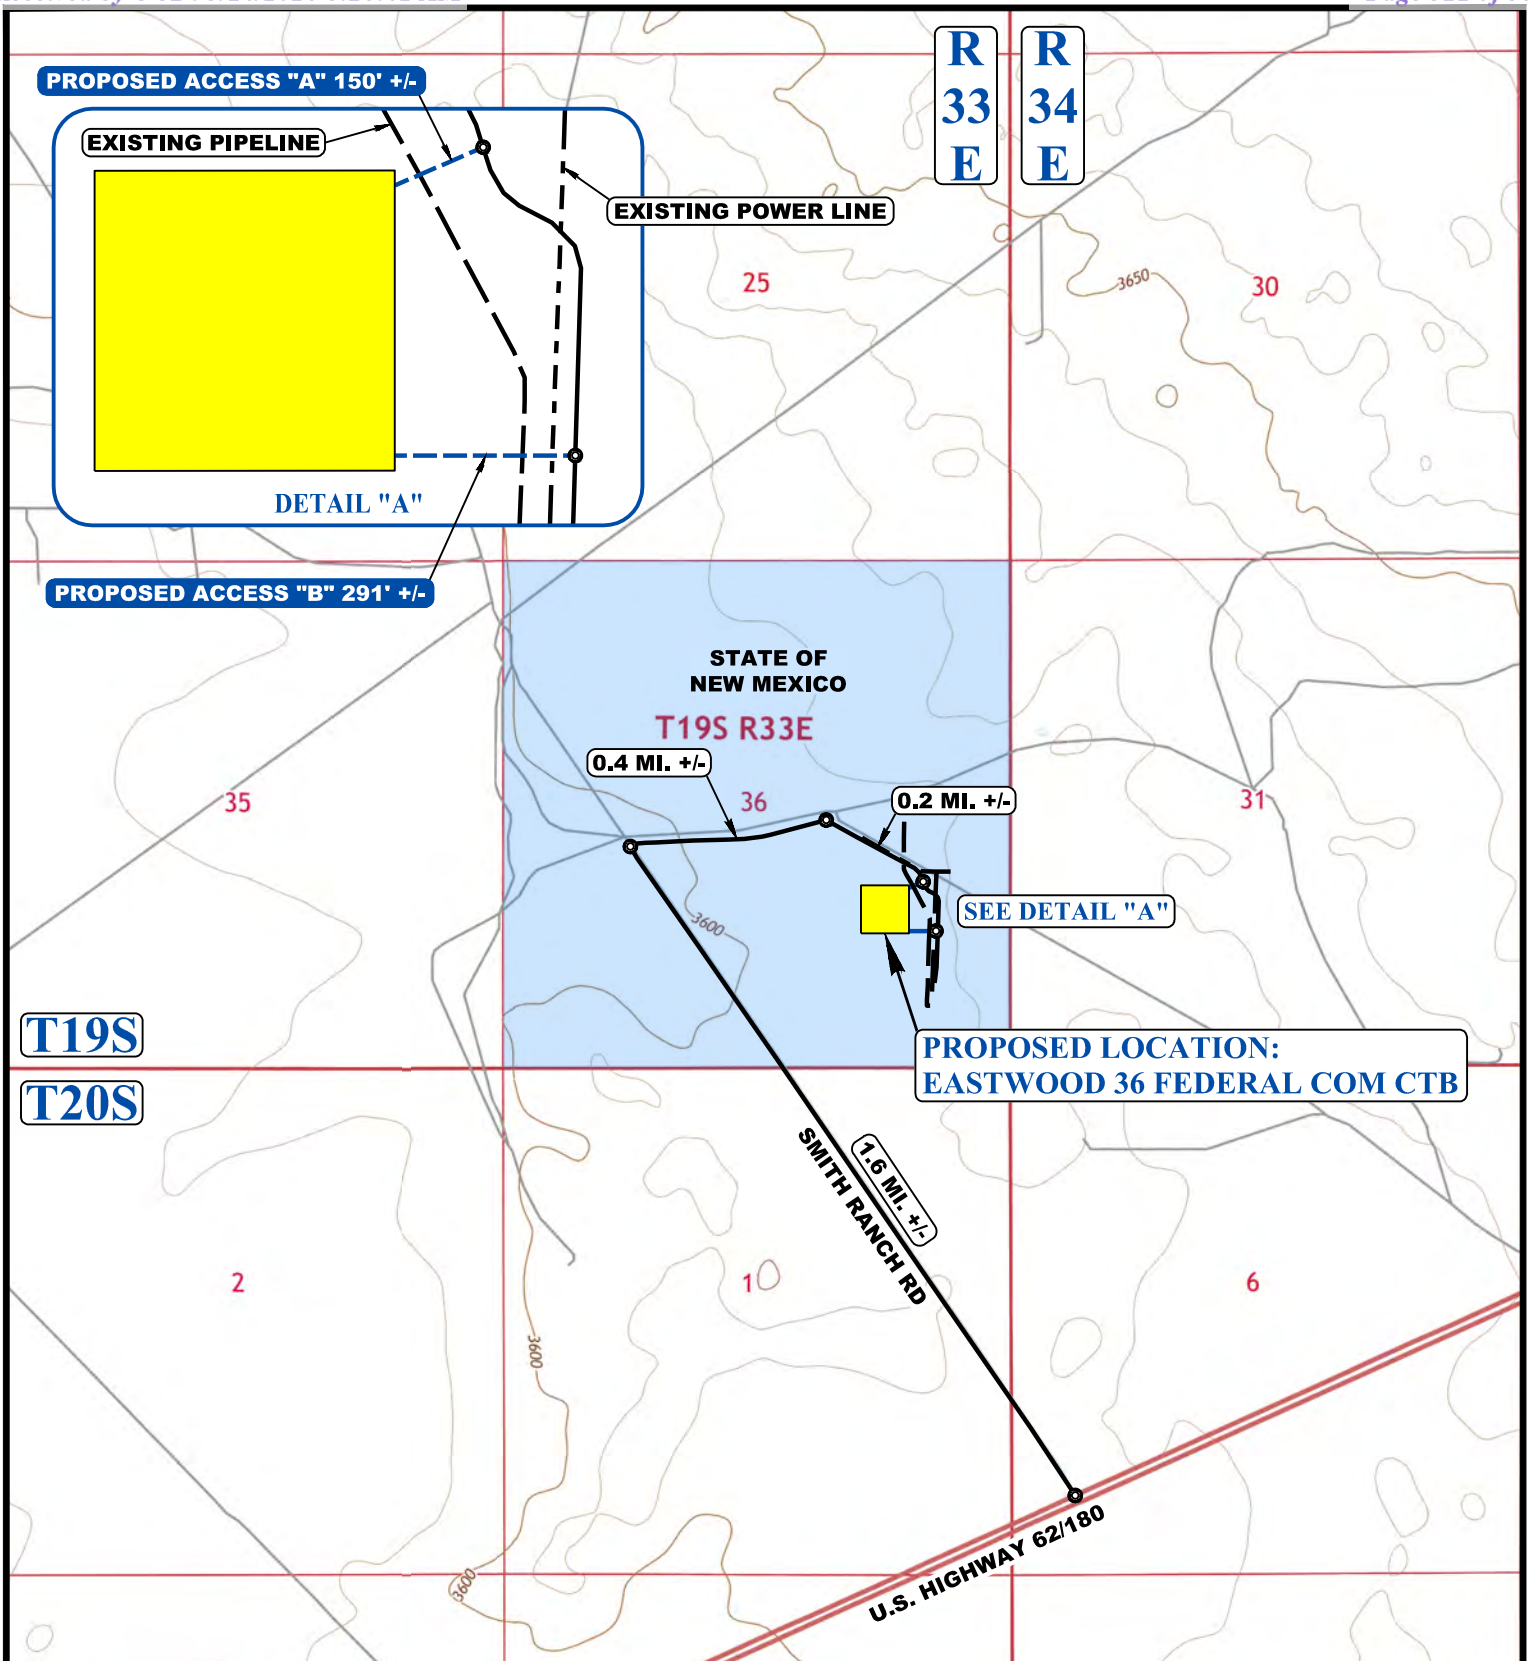 R
33
E
R
34
E
PROPOSED ACCESS "A" 150' +/-
EXISTING PIPELINE
EXISTING POWER LINE
DETAIL "A"
PROPOSED ACCESS "B" 291' +/-
25
30
3650
STATE OF
NEW MEXICO
T19S R33E
0.4 MI. +/-
35
36
0.2 MI. +/-
31
3600
SEE DETAIL "A"
T19S
PROPOSED LOCATION:
EASTWOOD 36 FEDERAL COM CTB
T20S
1.6 MI. +/-
SMITH RANCH RD
2
1
6
3600
U.S. HIGHWAY 62/180
3600